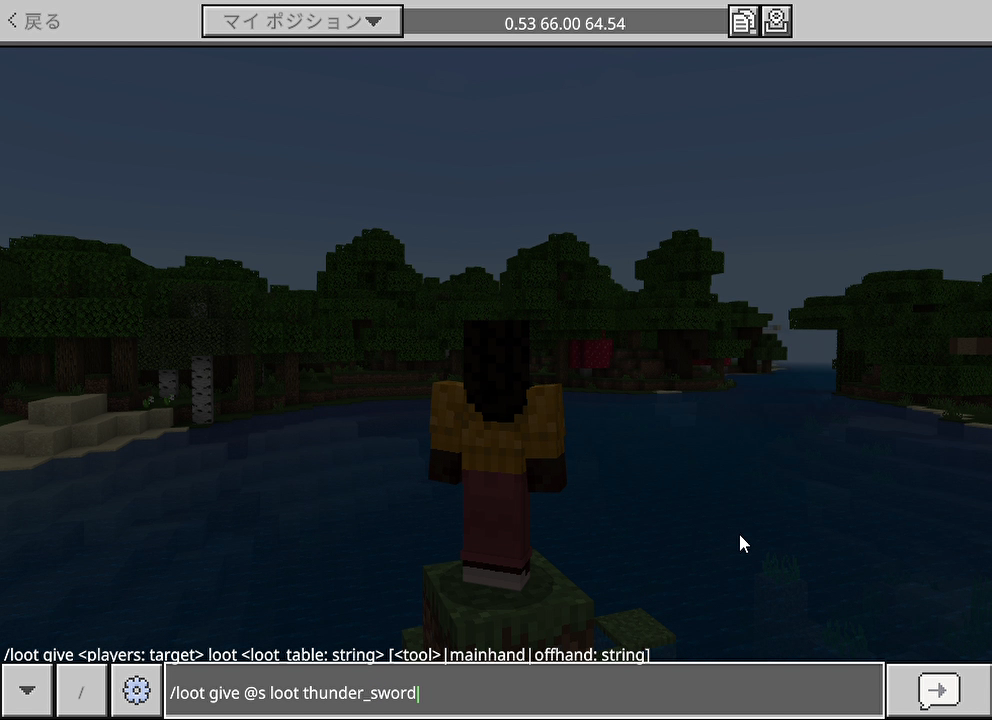 戻る
マイ ポジション
0.53 66.00 64.54
/loot give <players: target> loot <loot_table: string> [<tool>|mainhand|offhand: string]
/
/loot give @s loot thunder_sword